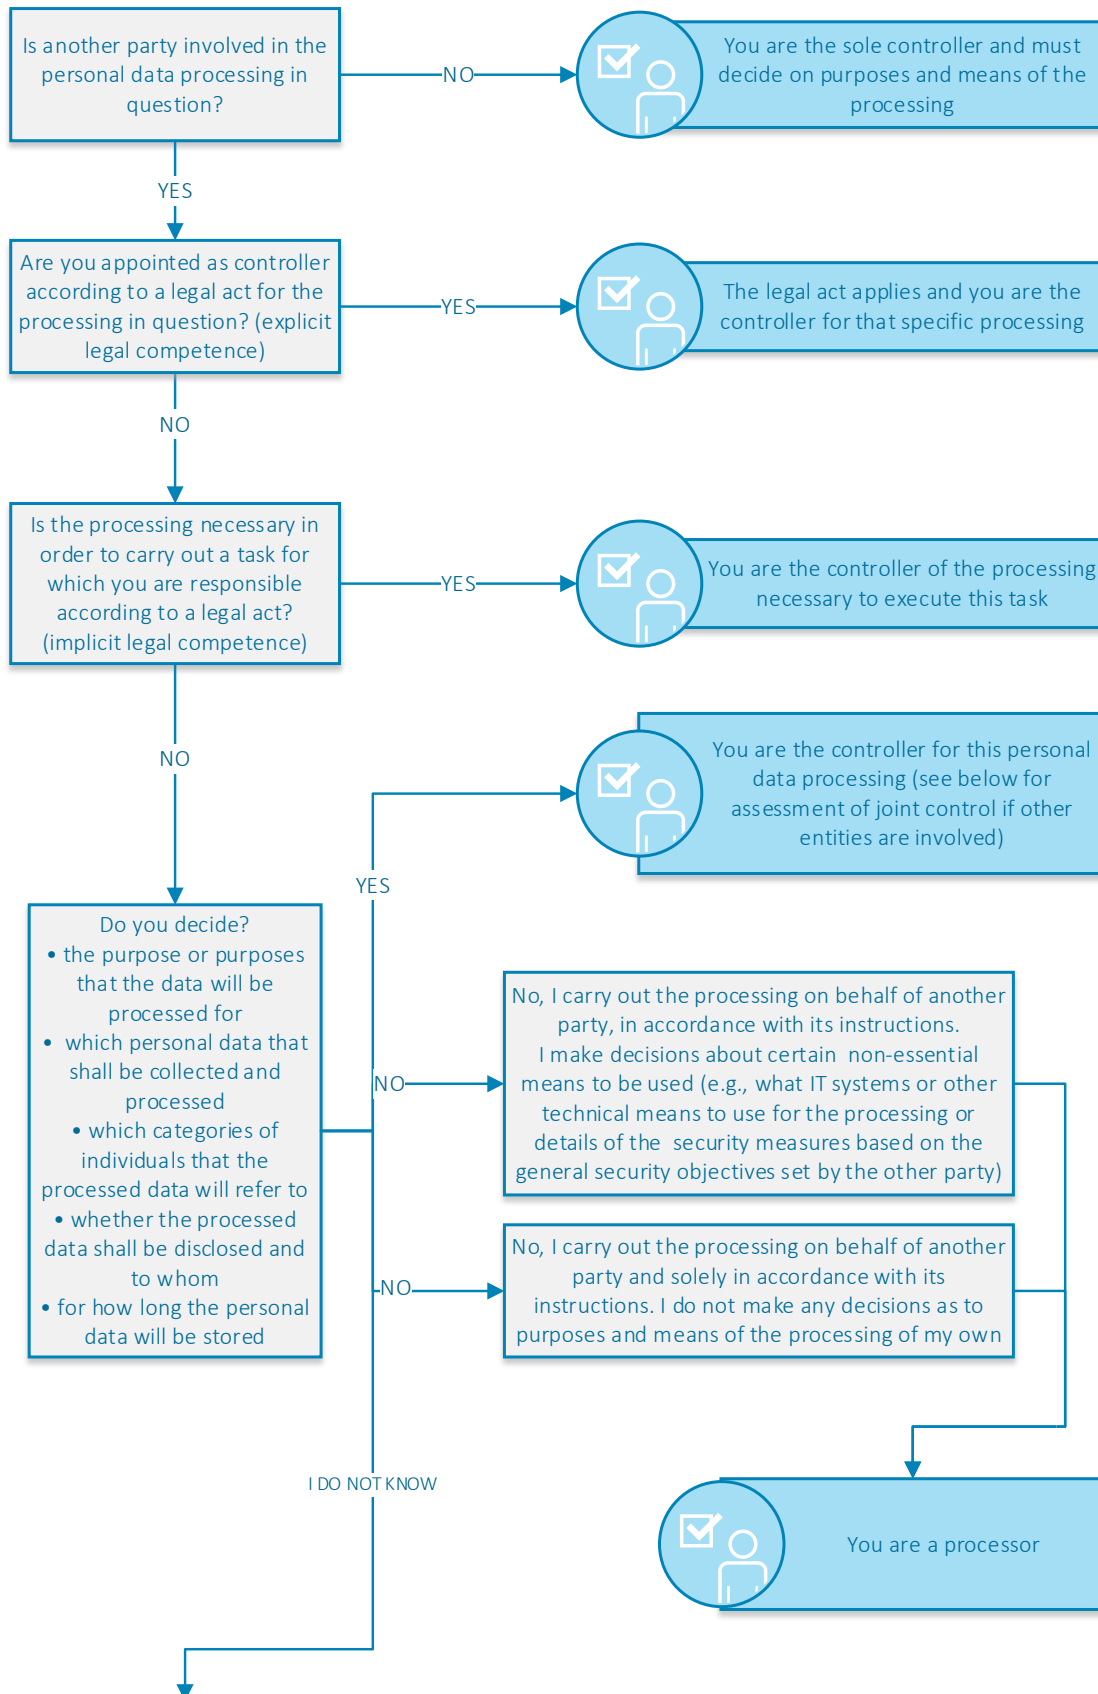 Is another party involved in the
personal data processing in
question?
NO
You are the sole controller and must
decide on purposes and means of the
processing
YES
Are you appointed as controller
according to a legal act for the
processing in question? (explicit
legal competence)
YES
The legal act applies and you are the
controller for that specific processing
NO
Is the processing necessary in
order to carry out a task for
which you are responsible
according to a legal act?
(implicit legal competence)
YES
You are the controller of the processing
necessary to execute this task
NO
You are the controller for this personal
data processing (see below for
assessment of joint control if other
entities are involved)
YES
Do you decide?
• the purpose or purposes
that the data will be
processed for
• which personal data that
shall be collected and
processed
• which categories of
individuals that the
processed data will refer to
• whether the processed
data shall be disclosed and
to whom
• for how long the personal
data will be stored
NO
No, I carry out the processing on behalf of another
party, in accordance with its instructions.
I make decisions about certain non-essential
means to be used (e.g., what IT systems or other
technical means to use for the processing or
details of the security measures based on the
general security objectives set by the other party)
NO
No, I carry out the processing on behalf of another
party and solely in accordance with its
instructions. I do not make any decisions as to
purposes and means of the processing of my own
I DO NOT KNOW
You are a processor